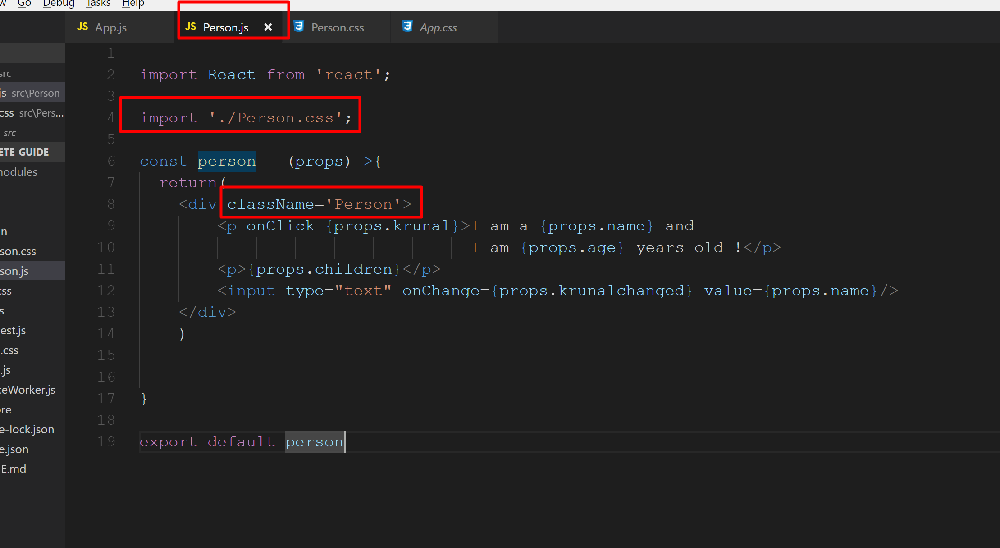 w Go Debug Tasks Help
JS App.js JS Person.js × Person.css App.css
src
js src\Person
css src\Pers...
src
ETE-GUIDE
modules
on
son.css
son.js
css
s
test.js
.css
.js
ceWorker.js
ore
e-lock.json
e.json
E.md
1
2 import React from 'react';
3
4 import './Person.css';
5
6 const person = (props)=>{
7 return(
8 <div className='Person'>
9 <p onClick={props.krunal}>I am a {props.name} and
10 I am {props.age} years old !</p>
11 <p>{props.children}</p>
12 <input type="text" onChange={props.krunalchanged} value={props.name}/>
13 </div>
14 )
15
16
17 }
18
19 export default person